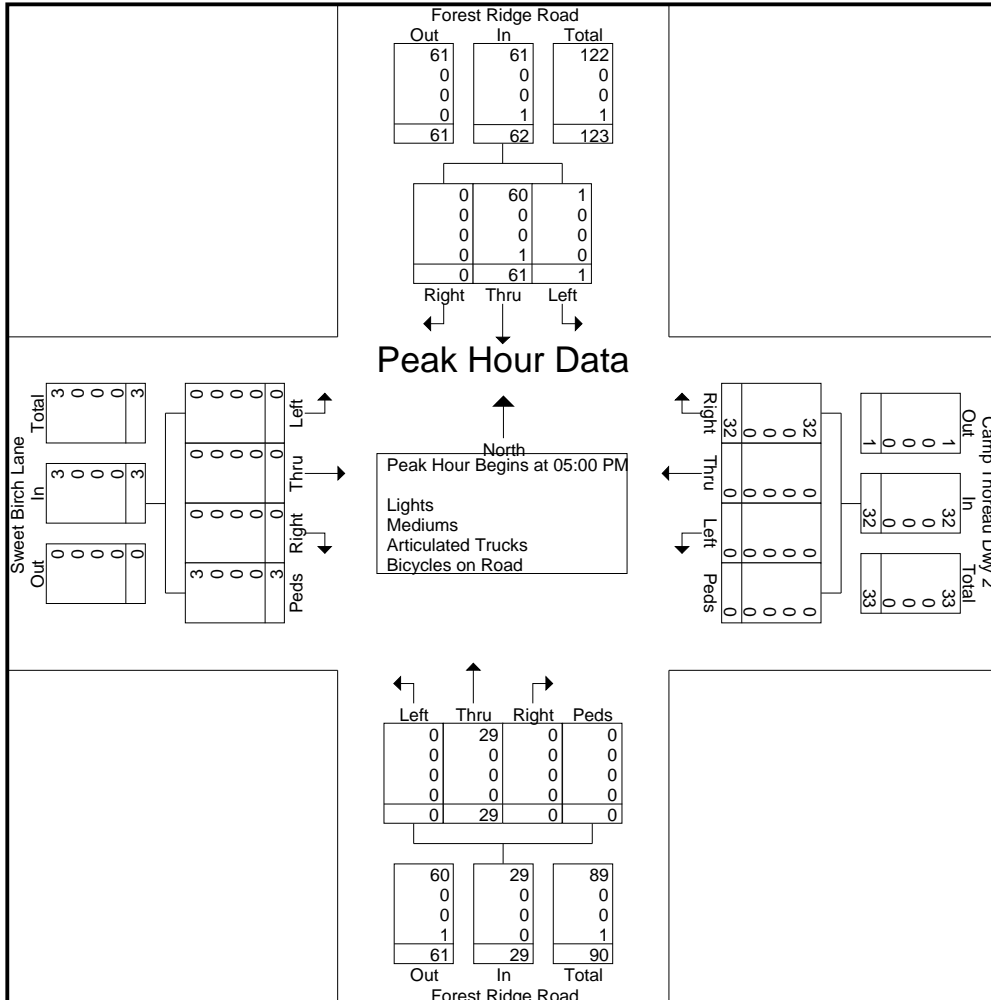 Forest Ridge Road
Out In Total
61 61 122
0 0 0
0 0 0
0 1 1
61 62 123
0 60 1
0 0 0
0 0 0
0 1 0
0 61 1
Right Thru Left
Peak Hour Data
North
Peak Hour Begins at 05:00 PM
Lights
Mediums
Articulated Trucks
Bicycles on Road
Sweet Birch Lane
Total In Out
3 3 0
0 0 0
0 0 0
0 0 0
3 3 0
Left Thru Right Peds
0 0 0 3
0 0 0 0
0 0 0 0
0 0 0 0
0 0 0 3
Camp Thoreau Dwy 2
Out In Total
1 32 33
0 0 0
0 0 0
0 0 0
1 32 33
Right Thru Left Peds
32 0 0 0
0 0 0 0
0 0 0 0
0 0 0 0
32 0 0 0
Left Thru Right Peds
0 29 0 0
0 0 0 0
0 0 0 0
0 0 0 0
0 29 0 0
60 29 89
0 0 0
0 0 0
1 0 1
61 29 90
Out In Total
Forest Ridge Road